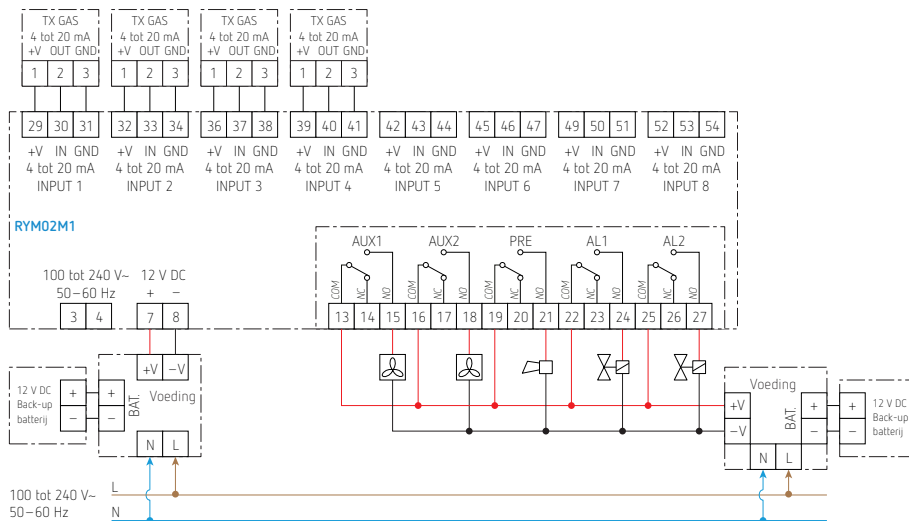 TX GAS TX GAS TX GAS TX GAS
4 tot 20 mA 4 tot 20 mA 4 tot 20 mA 4 tot 20 mA
+V OUT GND +V OUT GND +V OUT GND +V OUT GND
1 2 3 1 2 3 1 2 3 1 2 3
29 30 31 32 33 34 36 37 38 39 40 41 42 43 44 45 46 47 49 50 51 52 53 54
+V IN GND +V IN GND +V IN GND +V IN GND +V IN GND +V IN GND +V IN GND +V IN GND
4 tot 20 mA 4 tot 20 mA 4 tot 20 mA 4 tot 20 mA 4 tot 20 mA 4 tot 20 mA 4 tot 20 mA 4 tot 20 mA
INPUT 1 INPUT 2 INPUT 3 INPUT 4 INPUT 5 INPUT 6 INPUT 7 INPUT 8
RYM02M1
AUX1 AUX2 PRE AL1 AL2
COM NC NO COM NC NO COM NC NO COM NC NO COM NC NO
100 tot 240 V~ 12 V DC
50–60 Hz + –
3 4 7 8 13 14 15 16 17 18 19 20 21 22 23 24 25 26 27
+V –V
Voeding
BAT.
12 V DC
Back-up
batterij
+ +
– –
N L
Voeding
+V
–V
BAT.
+ +
– –
12 V DC
Back-up
batterij
N L
100 tot 240 V~ L
50–60 Hz N